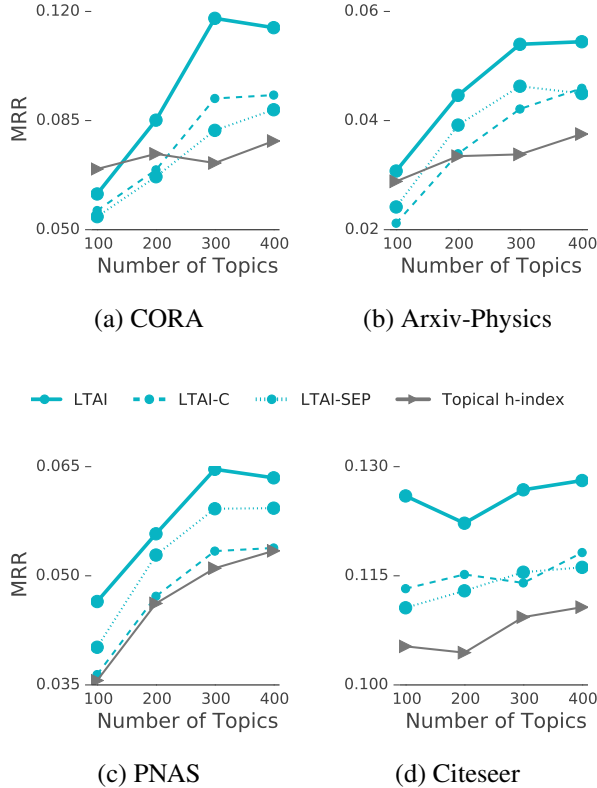 0.120
0.085
0.050
MRR
100 200 300 400
Number of Topics
(a) CORA
0.06
0.04
0.02
100 200 300 400
Number of Topics
(b) Arxiv-Physics
LTAI LTAI-C LTAI-SEP Topical h-index
0.065
0.050
0.035
MRR
100 200 300 400
Number of Topics
(c) PNAS
0.130
0.115
0.100
100 200 300 400
Number of Topics
(d) Citeseer